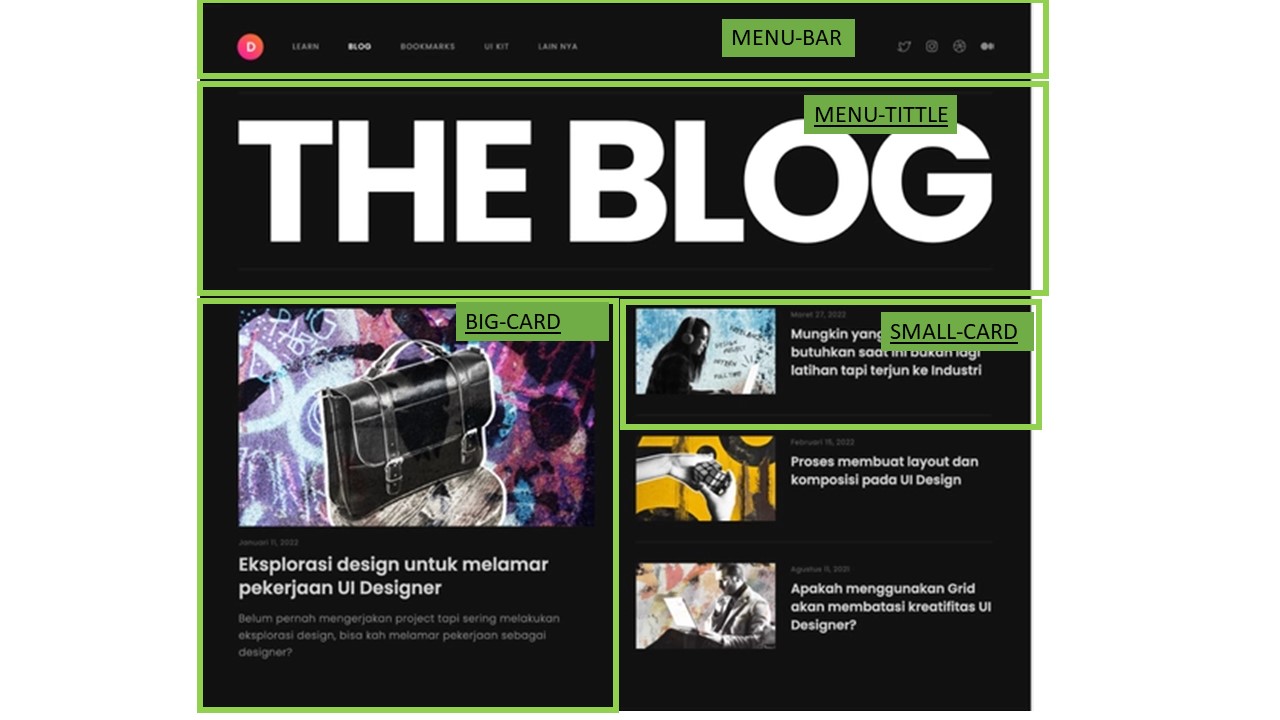 MENU-BAR
D LEARN BLOG BOOKMARKS UI KIT LAIN NYA
MENU-TITTLE
THE BLOG
BIG-CARD
Januari 11, 2022
Eksplorasi design untuk melamar
pekerjaan UI Designer
Belum pernah mengerjakan project tapi sering melakukan
eksplorasi design, bisa kah melamar pekerjaan sebagai
designer?
SMALL-CARD
Maret 27, 2022
Mungkin yang
butuhkan saat ini bukan lagi
latihan tapi terjun ke Industri
Februari 15, 2022
Proses membuat layout dan
komposisi pada UI Design
Agustus 11, 2021
Apakah menggunakan Grid
akan membatasi kreatifitas UI
Designer?